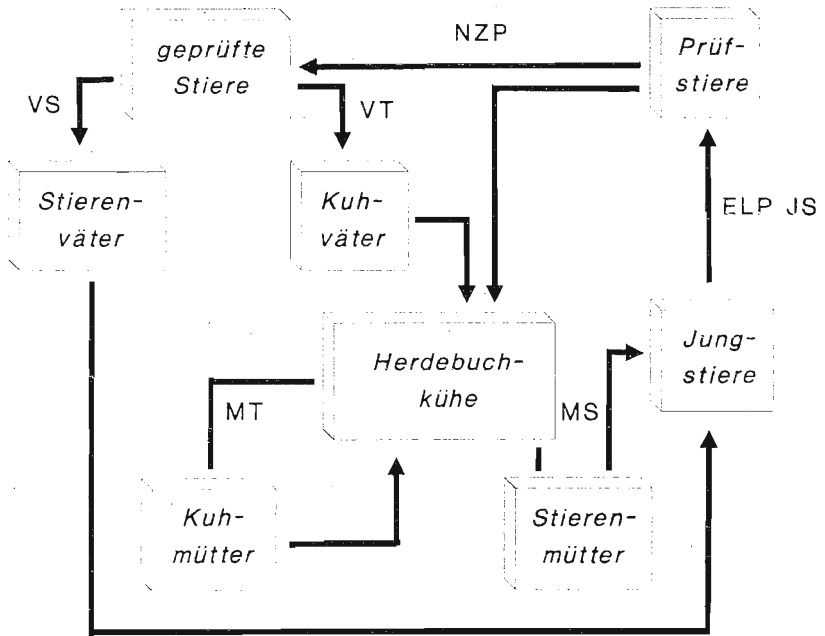 NZP
geprüfte
Stiere
Prüf-
stiere
VS
VT
Stieren-
väter
Kuh-
väter
ELP JS
Herdebuch-
kühe
Jung-
stiere
MT
MS
Kuh-
mütter
Stieren-
mütter